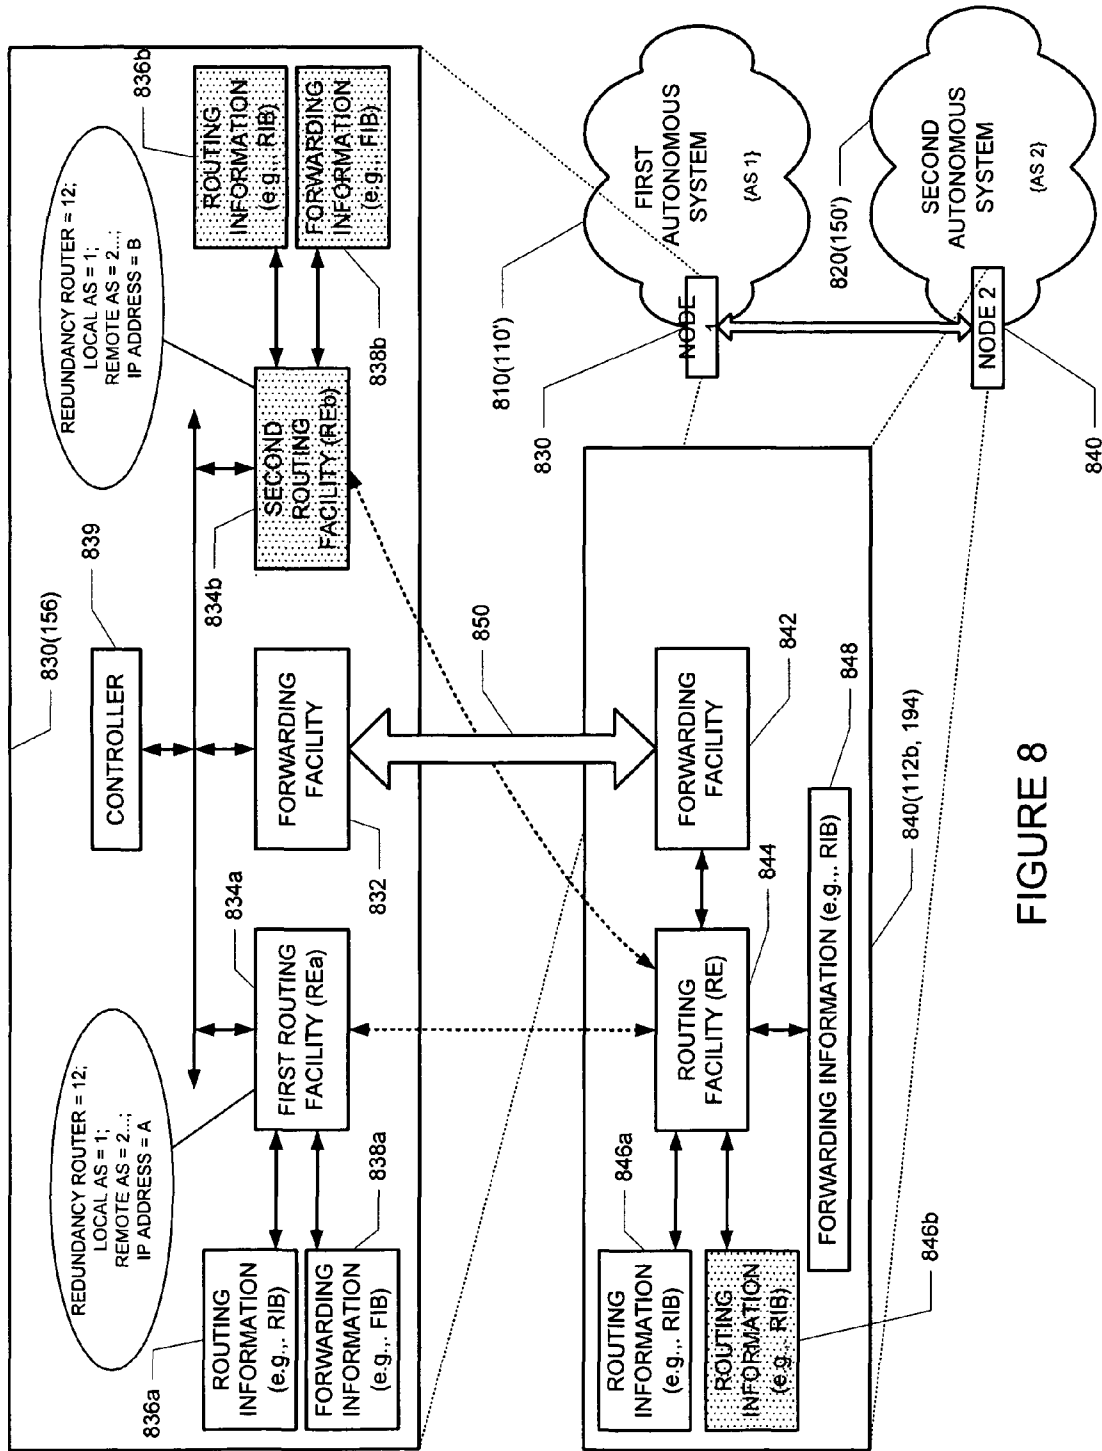 836a
ROUTING
INFORMATION
(e.g., RIB)
FORWARDING
INFORMATION
(e.g., FIB)
838a
REDUNDANCY ROUTER = 12;
LOCAL AS = 1;
REMOTE AS = 2...;
IP ADDRESS = A
FIRST ROUTING
FACILITY (REa)
834a
CONTROLLER
839
FORWARDING
FACILITY
832
830(156)
REDUNDANCY ROUTER = 12;
LOCAL AS = 1;
REMOTE AS = 2...;
IP ADDRESS = B
834b
SECOND
ROUTING
FACILITY (REb)
836b
ROUTING
INFORMATION
(e.g., RIB)
FORWARDING
INFORMATION
(e.g., FIB)
838b
850
ROUTING
INFORMATION
(e.g., RIB)
846a
ROUTING
INFORMATION
(e.g., RIB)
846b
ROUTING
FACILITY (RE)
844
FORWARDING
FACILITY
842
FORWARDING INFORMATION (e.g., RIB)
848
840(112b, 194)
810(110')
FIRST
AUTONOMOUS
SYSTEM
{AS 1}
NODE
1
830
820(150')
SECOND
AUTONOMOUS
SYSTEM
{AS 2}
NODE 2
840
FIGURE 8